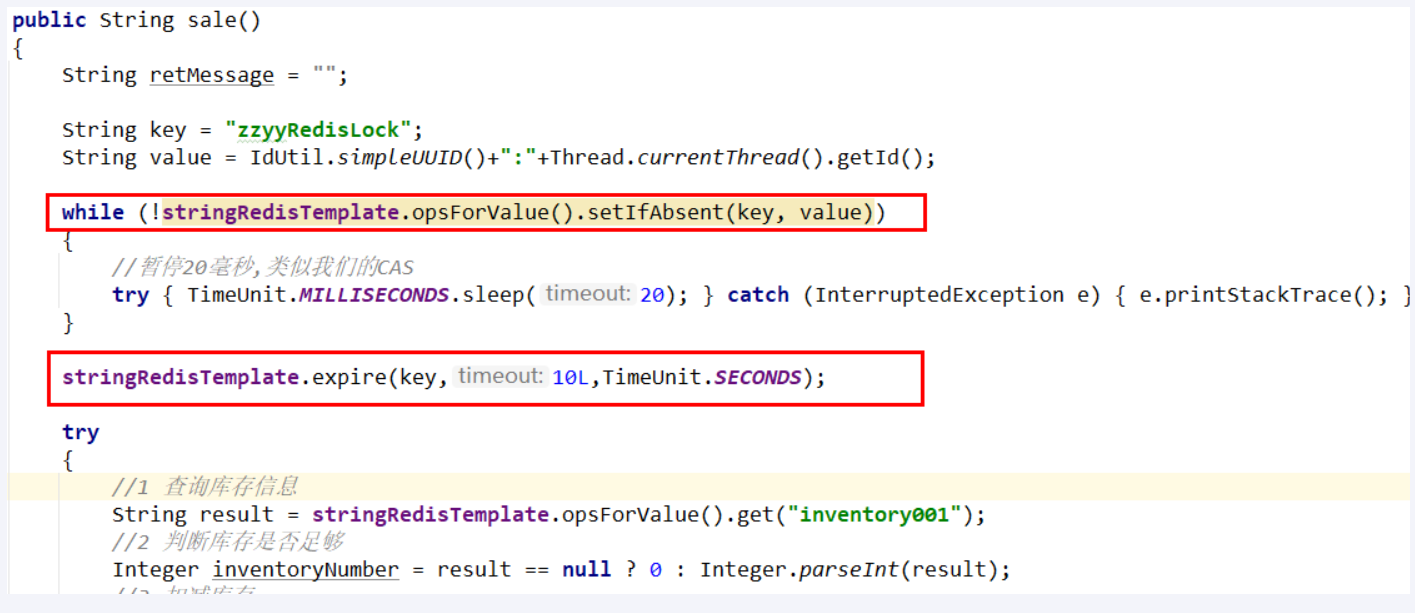 public String sale()
{
String retMessage = "";
String key = "zzyyRedisLock";
String value = IdUtil.simpleUUID()+":"+Thread.currentThread().getId();
while (!stringRedisTemplate.opsForValue().setIfAbsent(key, value))
{
//暂停20毫秒,类似我们的CAS
try { TimeUnit.MILLISECONDS.sleep( timeout: 20); } catch (InterruptedException e) { e.printStackTrace(); }
}
stringRedisTemplate.expire(key, timeout: 10L,TimeUnit.SECONDS);
try
{
//1 查询库存信息
String result = stringRedisTemplate.opsForValue().get("inventory001");
//2 判断库存是否足够
Integer inventoryNumber = result == null ? 0 : Integer.parseInt(result);